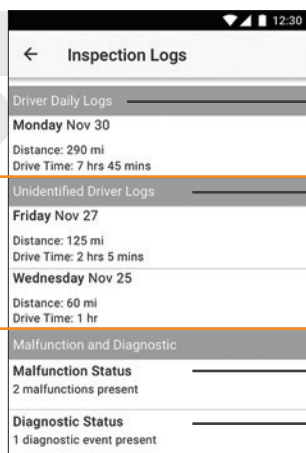 12:30
Inspection Logs
Driver Daily Logs
Monday Nov 30
Distance: 290 mi
Drive Time: 7 hrs 45 mins
Unidentified Driver Logs
Friday Nov 27
Distance: 125 mi
Drive Time: 2 hrs 5 mins
Wednesday Nov 25
Distance: 60 mi
Drive Time: 1 hr
Malfunction and Diagnostic
Malfunction Status
2 malfunctions present
Diagnostic Status
1 diagnostic event present